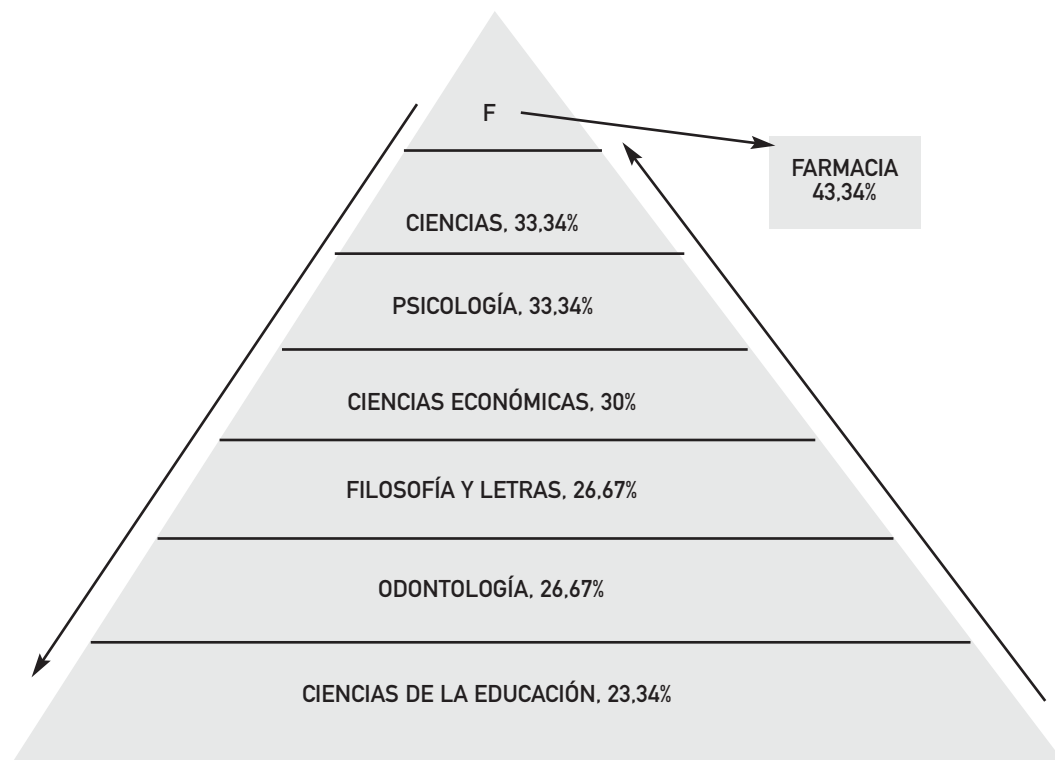 F
FARMACIA
43,34%
CIENCIAS, 33,34%
PSICOLOGÍA, 33,34%
CIENCIAS ECONÓMICAS, 30%
FILOSOFÍA Y LETRAS, 26,67%
ODONTOLOGÍA, 26,67%
CIENCIAS DE LA EDUCACIÓN, 23,34%